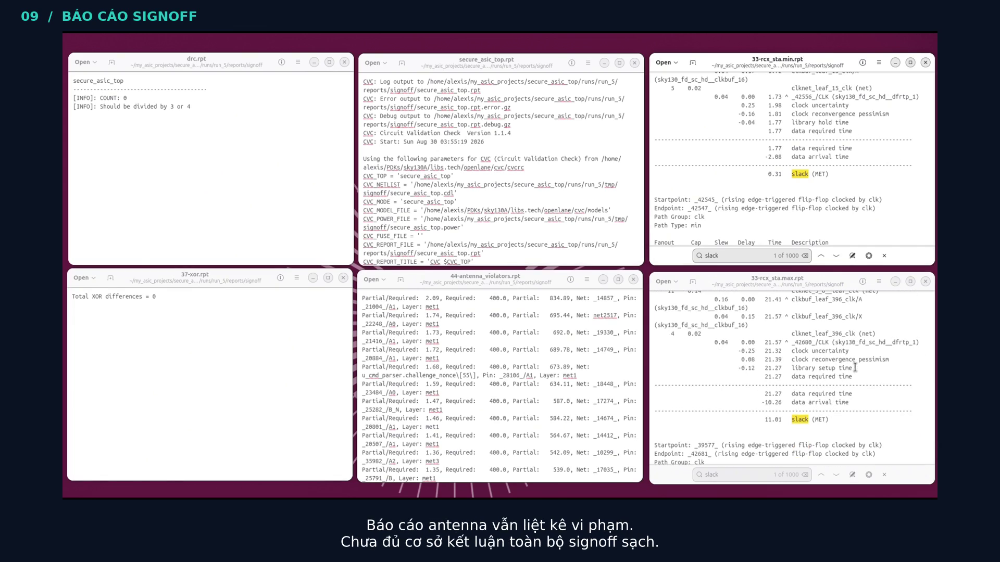 09 / BÁO CÁO SIGNOFF
Open
drc.rpt
~/my_asic_projects/secure_a…/runs/run_5/reports/signoff
secure_asic_top
----------------------------------------
[INFO]: COUNT: 0
[INFO]: Should be divided by 3 or 4
Open
secure_asic_top.rpt
~/my_asic_projects/secure_a…/runs/run_5/reports/signoff
CVC: Log output to /home/alexis/my_asic_projects/secure_asic_top/runs/run_5/
reports/signoff/secure_asic_top.rpt
CVC: Error output to /home/alexis/my_asic_projects/secure_asic_top/runs/run_5/
reports/signoff/secure_asic_top.rpt.error.gz
CVC: Debug output to /home/alexis/my_asic_projects/secure_asic_top/runs/run_5/
reports/signoff/secure_asic_top.rpt.debug.gz
CVC: Circuit Validation Check  Version 1.1.4
CVC: Start: Sun Aug 30 03:55:19 2026
Using the following parameters for CVC (Circuit Validation Check) from /home/
alexis/PDKs/sky130A/libs.tech/openlane/cvc/cvcrc
CVC_TOP = 'secure_asic_top'
CVC_NETLIST = '/home/alexis/my_asic_projects/secure_asic_top/runs/run_5/tmp/
signoff/secure_asic_top.cdl'
CVC_MODE = 'secure_asic_top'
CVC_MODEL_FILE = '/home/alexis/PDKs/sky130A/libs.tech/openlane/cvc/models'
CVC_POWER_FILE = '/home/alexis/my_asic_projects/secure_asic_top/runs/run_5/tmp/
signoff/secure_asic_top.power'
CVC_FUSE_FILE = ''
CVC_REPORT_FILE = '/home/alexis/my_asic_projects/secure_asic_top/runs/run_5/
reports/signoff/secure_asic_top.rpt'
CVC_REPORT_TITLE = 'CVC $CVC_TOP'
Open
33-rcx_sta.min.rpt
~/my_asic_projects/secure_a…/runs/run_5/reports/signoff
(sky130_fd_sc_hd__clkbuf_16)
5 0.02 clknet_leaf_15_clk (net)
0.04 0.00 1.73 ^ _42556_/CLK (sky130_fd_sc_hd__dfrtp_1)
0.25 1.98 clock uncertainty
-0.16 1.81 clock reconvergence pessimism
-0.04 1.77 library hold time
1.77 data required time
-----------------------------------------------------------------------------
1.77 data required time
-2.08 data arrival time
-----------------------------------------------------------------------------
0.31 slack (MET)
Startpoint: _42545_ (rising edge-triggered flip-flop clocked by clk)
Endpoint: _42547_ (rising edge-triggered flip-flop clocked by clk)
Path Group: clk
Path Type: min
Fanout Cap Slew Delay Time Description
slack 1 of 1000
Open
37-xor.rpt
~/my_asic_projects/secure_a…/runs/run_5/reports/signoff
Total XOR differences = 0
Open
44-antenna_violators.rpt
~/my_asic_projects/secure_a…/runs/run_5/reports/signoff
Partial/Required: 2.09, Required: 400.0, Partial: 834.89, Net: _14857_, Pin:
_21004_/A1, Layer: met1
Partial/Required: 1.74, Required: 400.0, Partial: 695.44, Net: net2517, Pin:
_22248_/A0, Layer: met1
Partial/Required: 1.73, Required: 400.0, Partial: 692.0, Net: _19330_, Pin:
_21416_/A1, Layer: met1
Partial/Required: 1.72, Required: 400.0, Partial: 689.78, Net: _14749_, Pin:
_20884_/A1, Layer: met1
Partial/Required: 1.68, Required: 400.0, Partial: 673.89, Net:
u_cmd_parser.challenge_nonce\[55\], Pin: _28106_/A1, Layer: met1
Partial/Required: 1.59, Required: 400.0, Partial: 634.11, Net: _18448_, Pin:
_23484_/A0, Layer: met1
Partial/Required: 1.47, Required: 400.0, Partial: 587.0, Net: _17274_, Pin:
_25282_/B_N, Layer: met1
Partial/Required: 1.46, Required: 400.0, Partial: 584.22, Net: _14674_, Pin:
_20801_/A1, Layer: met1
Partial/Required: 1.41, Required: 400.0, Partial: 564.67, Net: _14412_, Pin:
_20507_/A1, Layer: met1
Partial/Required: 1.36, Required: 400.0, Partial: 542.09, Net: _10299_, Pin:
_35982_/A2, Layer: met3
Partial/Required: 1.35, Required: 400.0, Partial: 539.0, Net: _17035_, Pin:
_25791_/B, Layer: met1
Open
33-rcx_sta.max.rpt
~/my_asic_projects/secure_a…/runs/run_5/reports/signoff
0.16 0.00 21.41 ^ clkbuf_leaf_396_clk/A
(sky130_fd_sc_hd__clkbuf_16)
0.04 0.15 21.57 ^ clkbuf_leaf_396_clk/X
(sky130_fd_sc_hd__clkbuf_16)
4 0.02 clknet_leaf_396_clk (net)
0.04 0.00 21.57 ^ _42680_/CLK (sky130_fd_sc_hd__dfrtp_1)
-0.25 21.32 clock uncertainty
0.08 21.39 clock reconvergence pessimism
-0.12 21.27 library setup time
21.27 data required time
-----------------------------------------------------------------------------
21.27 data required time
-10.26 data arrival time
-----------------------------------------------------------------------------
11.01 slack (MET)
Startpoint: _39577_ (rising edge-triggered flip-flop clocked by clk)
Endpoint: _42681_ (rising edge-triggered flip-flop clocked by clk)
Path Group: clk
slack 1 of 1000
Báo cáo antenna vẫn liệt kê vi phạm.
Chưa đủ cơ sở kết luận toàn bộ signoff sạch.